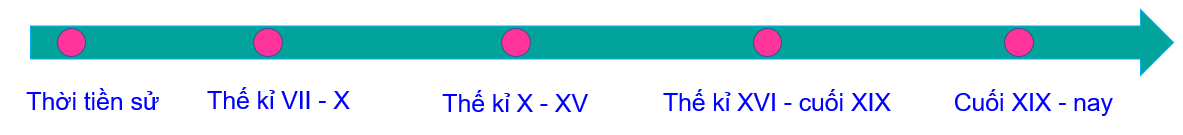 Thời tiền sử
Thế kỉ VII - X
Thế kỉ X - XV
Thế kỉ XVI - cuối XIX
Cuối XIX - nay